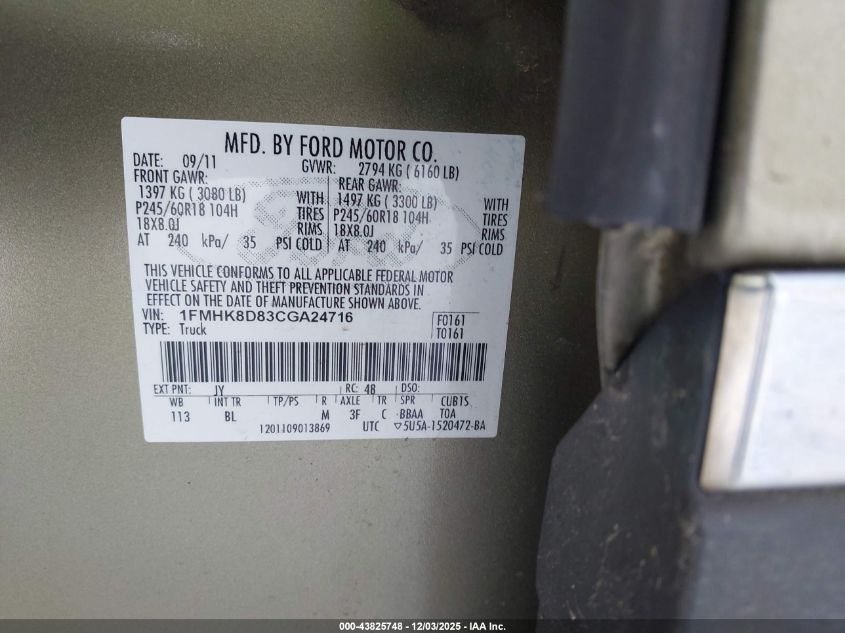 MFD. BY FORD MOTOR CO.
DATE: 09/11 GVWR: 2794 KG ( 6160 LB)
FRONT GAWR: REAR GAWR:
1397 KG ( 3080 LB) WITH 1497 KG ( 3300 LB) WITH
P245/60R18 104H TIRES P245/60R18 104H TIRES
18X8.0J RIMS 18X8.0J RIMS
AT 240 kPa/ 35 PSI COLD AT 240 kPa/ 35 PSI COLD
THIS VEHICLE CONFORMS TO ALL APPLICABLE FEDERAL MOTOR
VEHICLE SAFETY AND THEFT PREVENTION STANDARDS IN
EFFECT ON THE DATE OF MANUFACTURE SHOWN ABOVE.
VIN: 1FMHK8D83CGA24716 F0161
TYPE: Truck T0161
EXT PNT: JY RC: 48 DSO:
WB INT TR TP/PS R AXLE TR SPR CUB1S
113 BL M 3F C BBAA TOA
1201109013869 UTC ▽5U5A-1520472-BA
000-43825748 - 12/03/2025 - IAA Inc.